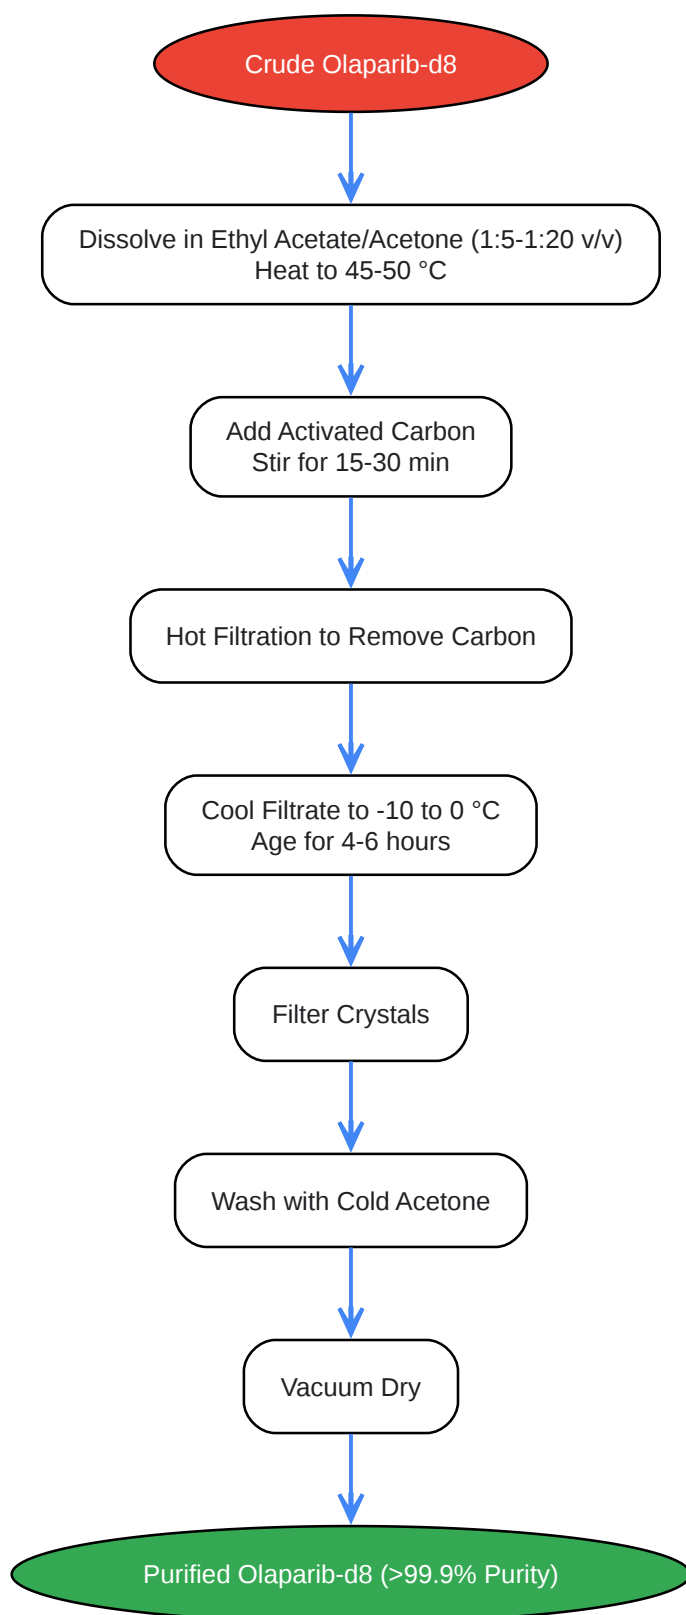 Crude Olaparib-d8
Dissolve in Ethyl Acetate/Acetone (1:5-1:20 v/v)
Heat to 45-50 °C
Add Activated Carbon
Stir for 15-30 min
Hot Filtration to Remove Carbon
Cool Filtrate to -10 to 0 °C
Age for 4-6 hours
Filter Crystals
Wash with Cold Acetone
Vacuum Dry
Purified Olaparib-d8 (>99.9% Purity)